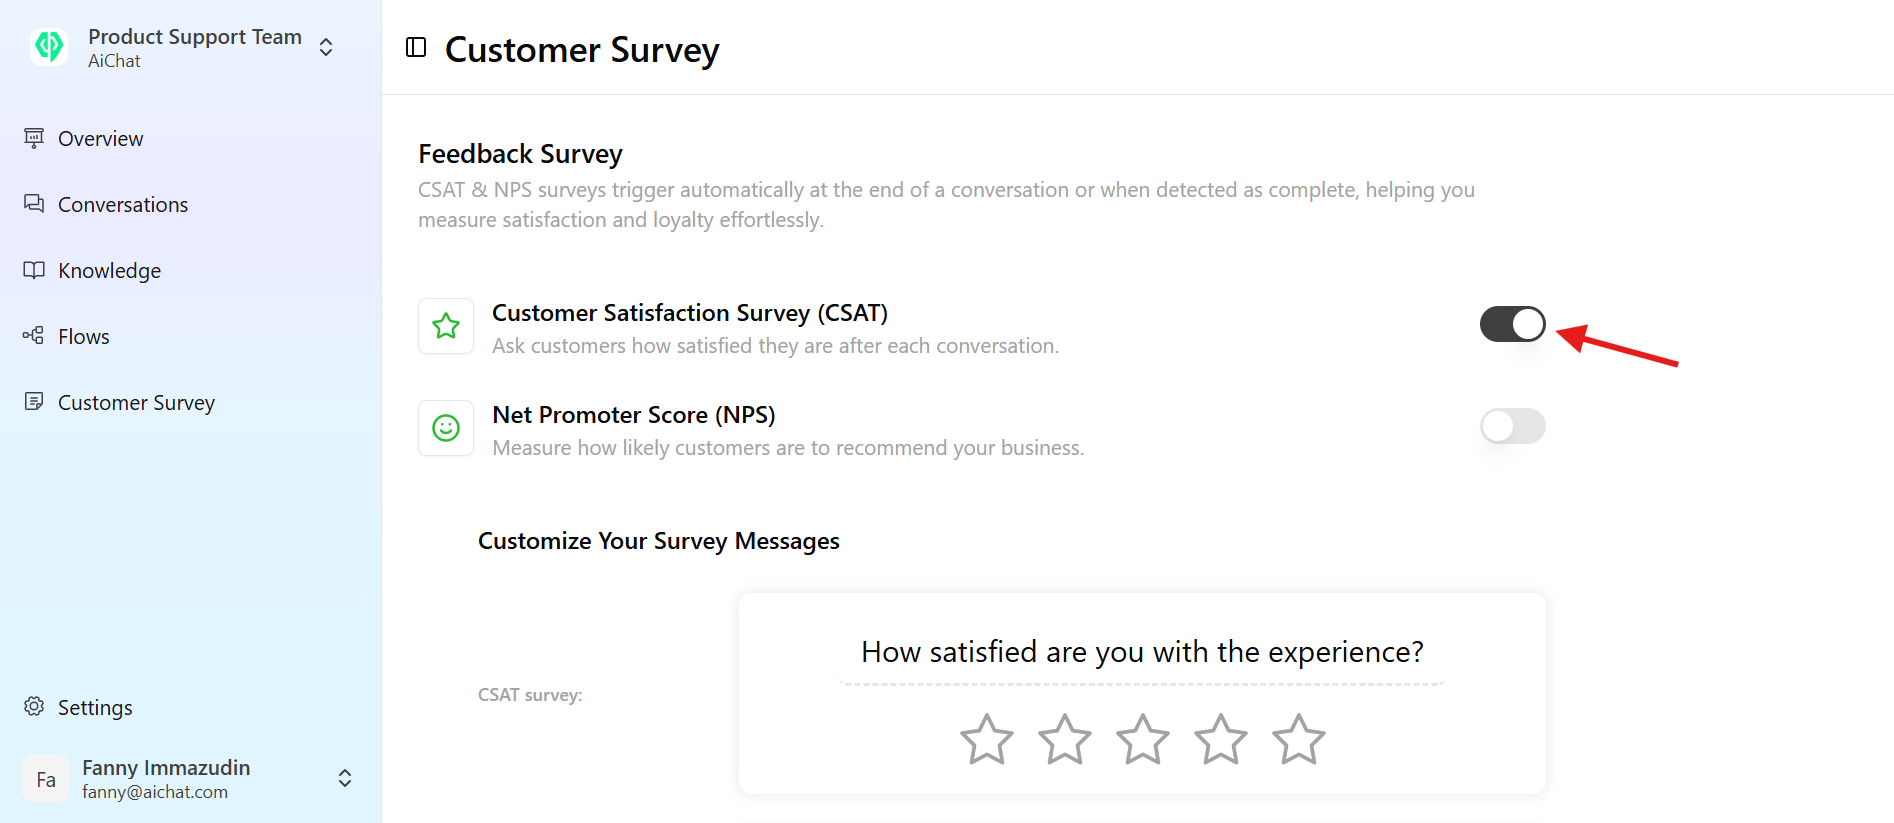 Product Support Team
AiChat
Overview
Conversations
Knowledge
Flows
Customer Survey
Settings
Fa
Fanny Immazudin
fanny@aichat.com
Customer Survey
Feedback Survey
CSAT & NPS surveys trigger automatically at the end of a conversation or when detected as complete, helping you
measure satisfaction and loyalty effortlessly.
Customer Satisfaction Survey (CSAT)
Ask customers how satisfied they are after each conversation.
Net Promoter Score (NPS)
Measure how likely customers are to recommend your business.
Customize Your Survey Messages
CSAT survey:
How satisfied are you with the experience?